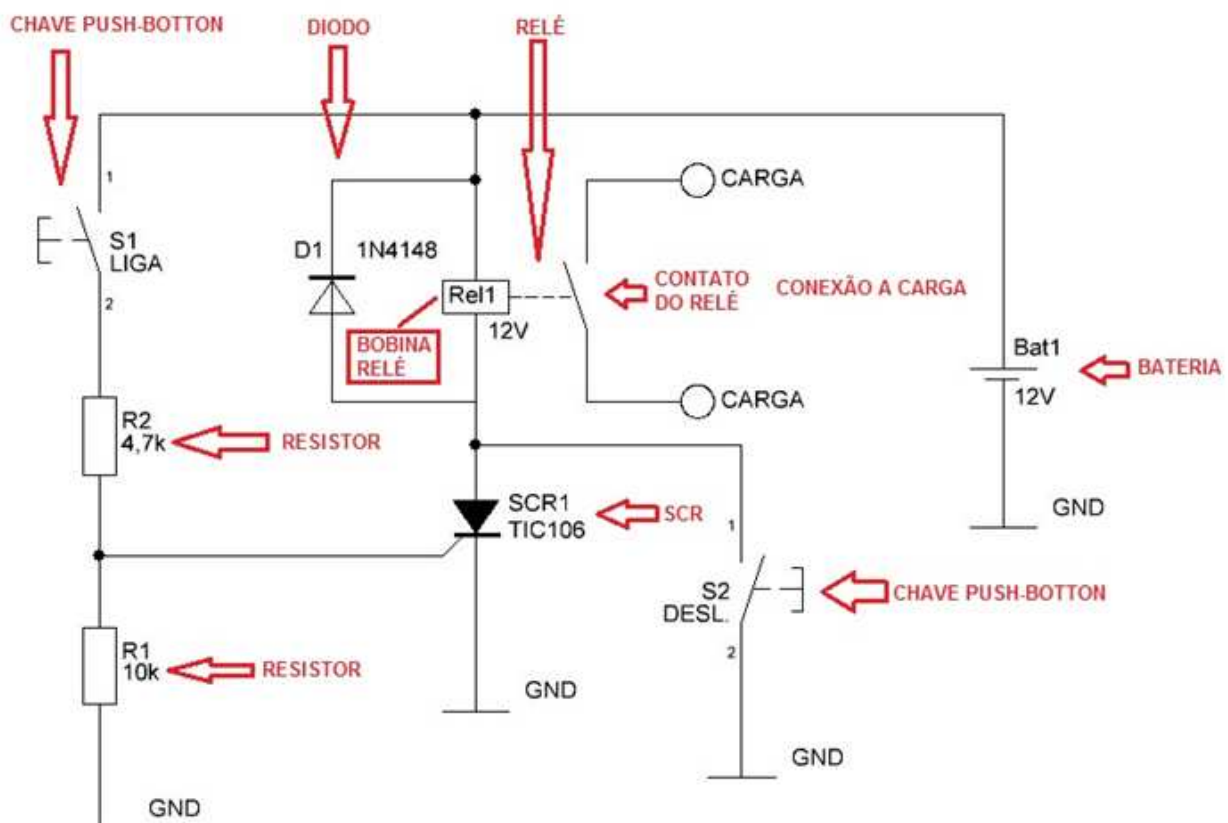 CHAVE PUSH-BOTTON
DIODO
RELÉ
1
S1
LIGA
2
D1
1N4148
Rel1
12V
BOBINA
RELÉ
CARGA
CONTATO
DO RELÉ
CONEXÃO A CARGA
CARGA
Bat1
12V
BATERIA
GND
R2
4,7k
RESISTOR
SCR1
TIC106
SCR
1
S2
DESL.
2
CHAVE PUSH-BOTTON
R1
10k
RESISTOR
GND
GND
GND